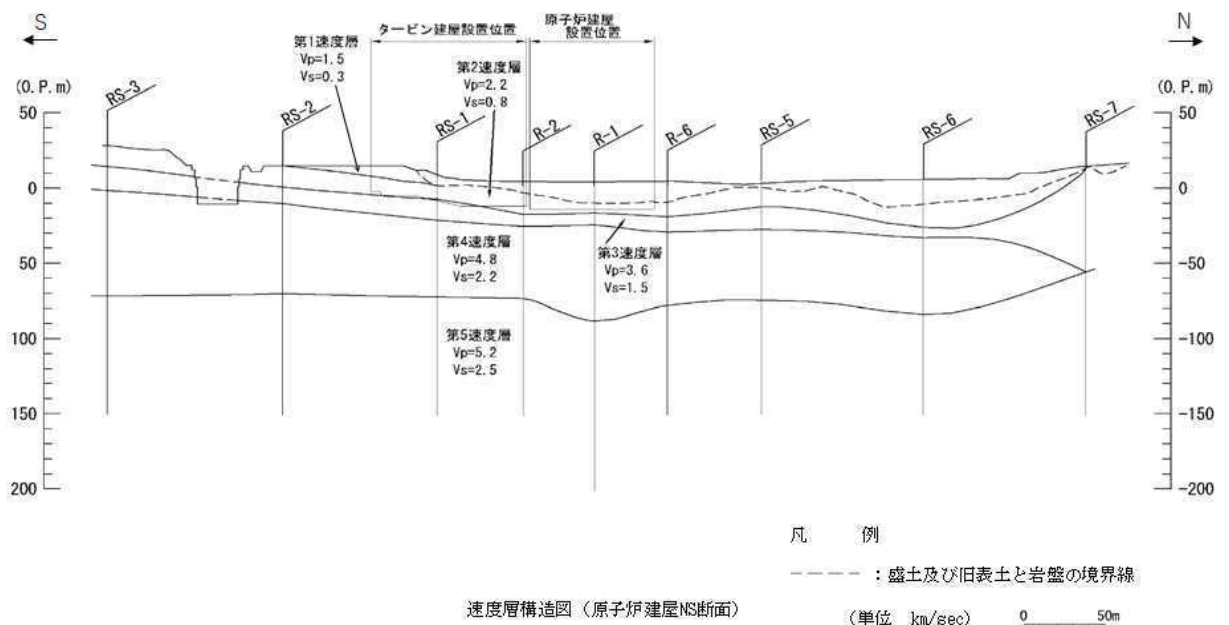 S
N
タービン建屋設置位置
原子炉建屋
設置位置
第1速度層
Vp=1.5
Vs=0.3
第2速度層
Vp=2.2
Vs=0.8
(O.P.m)
(O.P.m)
RS-3
RS-2
RS-1
R-2
R-1
R-6
RS-5
RS-6
RS-7
50
50
0
0
50
-50
100
-100
150
-150
200
-200
第4速度層
Vp=4.8
Vs=2.2
第3速度層
Vp=3.6
Vs=1.5
第5速度層
Vp=5.2
Vs=2.5
凡 例
:盛土及び旧表土と岩盤の境界線
速度層構造図（原子炉建屋NS断面）
(単位 km/sec)
0 50m